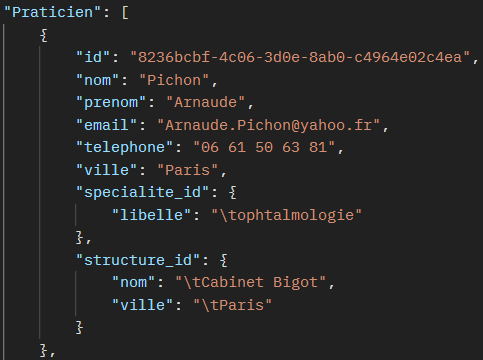 "Praticien": [
{
"id": "8236bcbf-4c06-3d0e-8ab0-c4964e02c4ea",
"nom": "Pichon",
"prenom": "Arnaude",
"email": "Arnaude.Pichon@yahoo.fr",
"telephone": "06 61 50 63 81",
"ville": "Paris",
"specialite_id": {
"libelle": "\tophtalmologie"
},
"structure_id": {
"nom": "\tCabinet Bigot",
"ville": "\tParis"
}
},